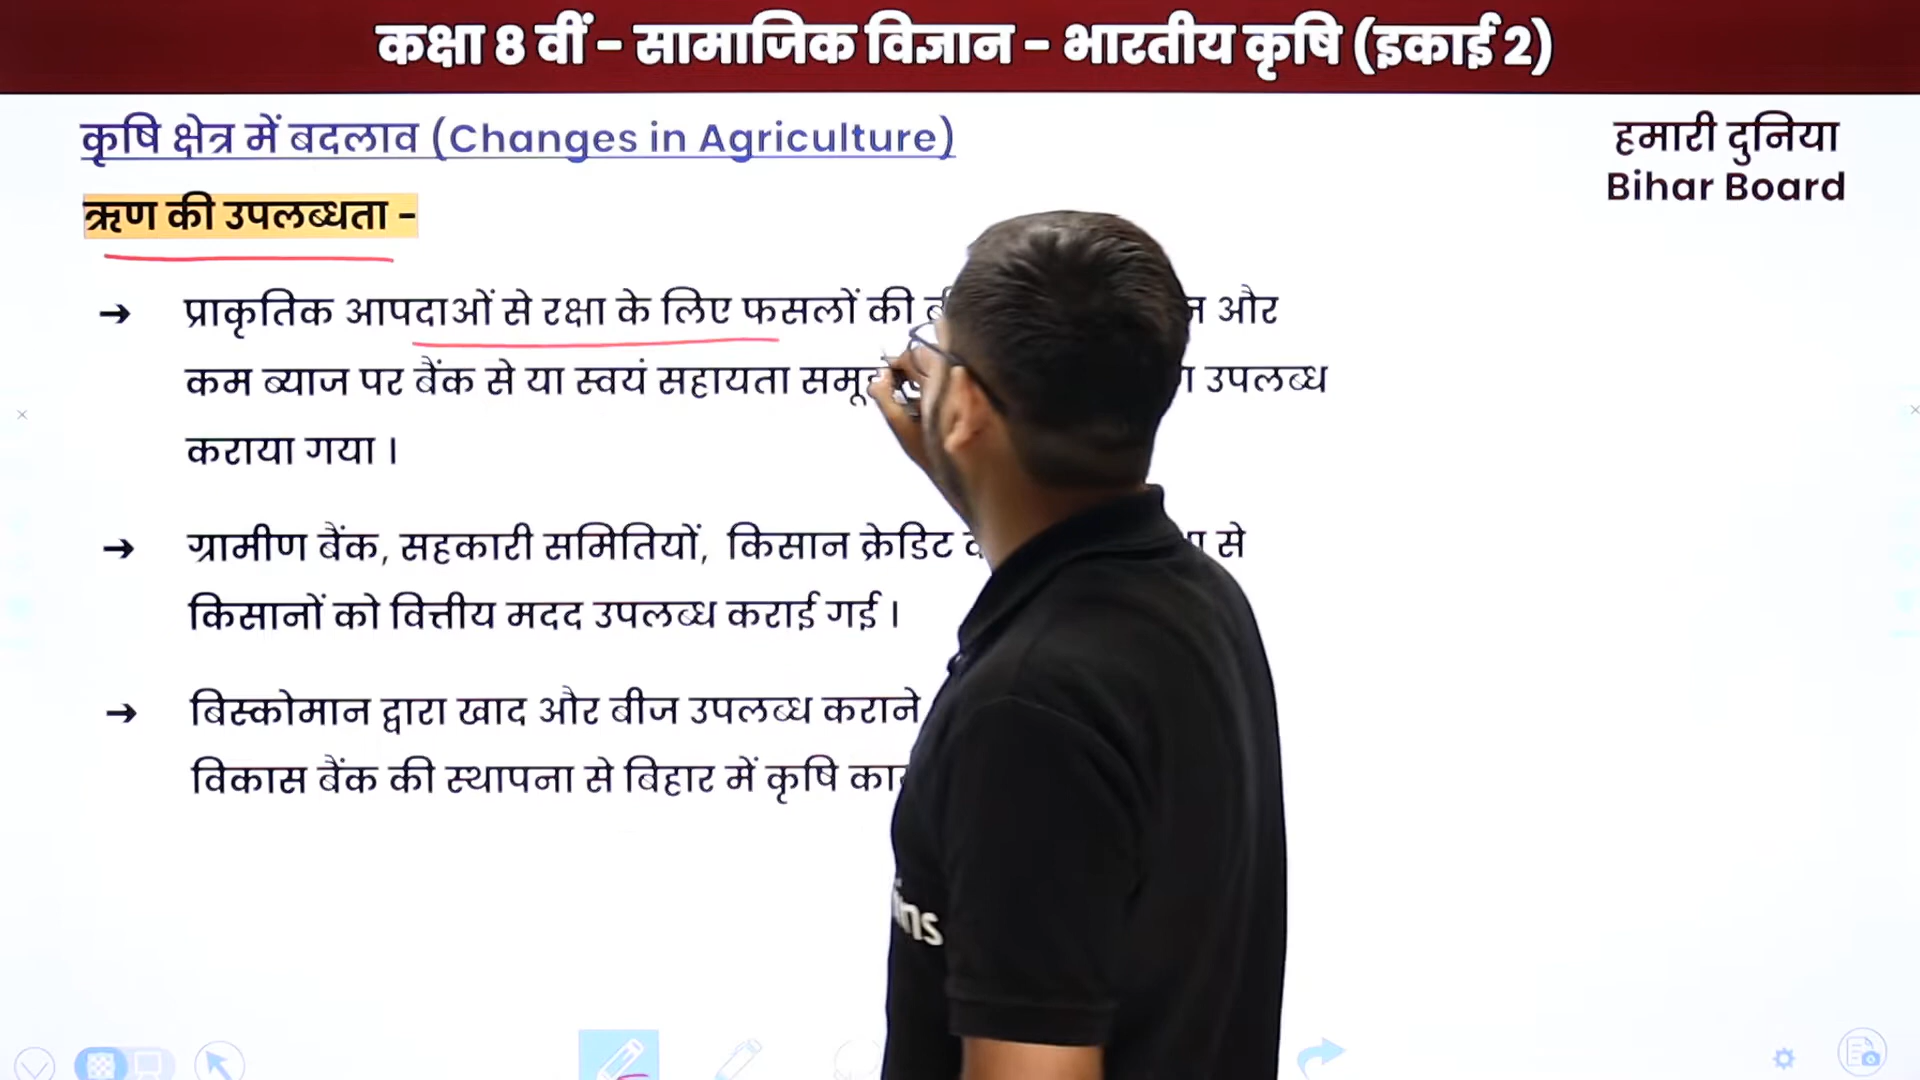 कक्षा 8 वीं - सामाजिक विज्ञान - भारतीय कृषि (इकाई 2)
कृषि क्षेत्र में बदलाव (Changes in Agriculture)
हमारी दुनिया
Bihar Board
ऋण की उपलब्धता -
➔ प्राकृतिक आपदाओं से रक्षा के लिए फसलों की और
कम ब्याज पर बैंक से या स्वयं सहायता उपलब्ध
कराया गया ।
➔ ग्रामीण बैंक, सहकारी समितियों, किसान क्रेडिट से
किसानों को वित्तीय मदद उपलब्ध कराई गई ।
➔ बिस्कोमान द्वारा खाद और बीज उपलब्ध कराने
विकास बैंक की स्थापना से बिहार में कृषि